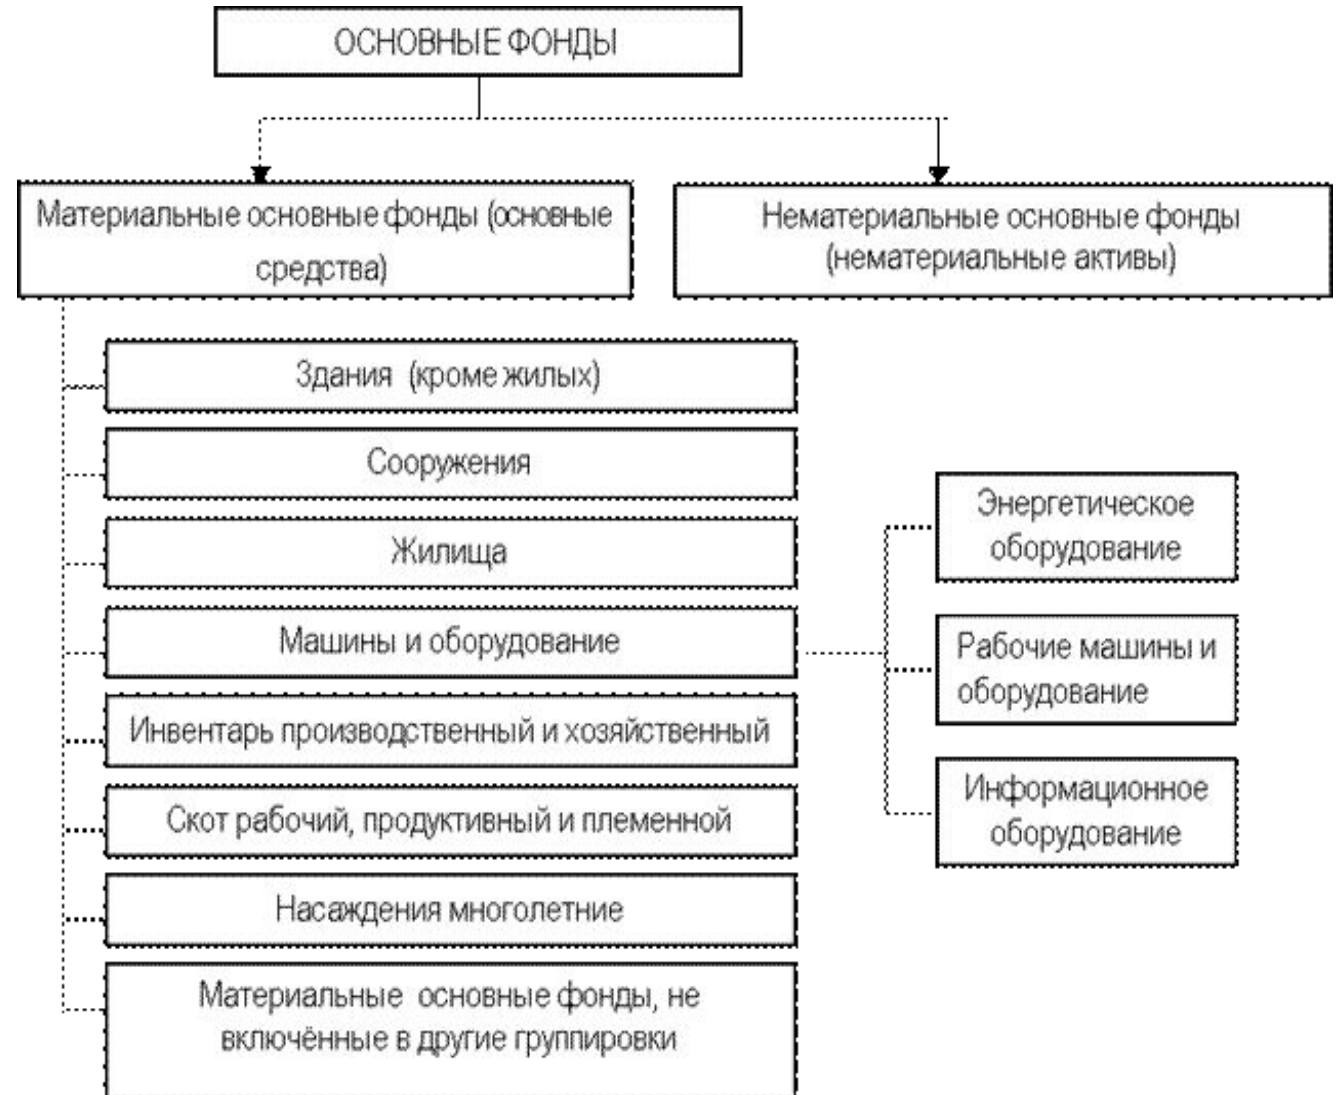 ОСНОВНЫЕ ФОНДЫ
Материальные основные фонды (основные
средства)
Нематериальные основные фонды
(нематериальные активы)
Здания (кроме жилых)
Сооружения
Жилища
Машины и оборудование
Инвентарь производственный и хозяйственный
Скот рабочий, продуктивный и племенной
Насаждения многолетние
Материальные основные фонды, не
включённые в другие группировки
Энергетическое
оборудование
Рабочие машины и
оборудование
Информационное
оборудование